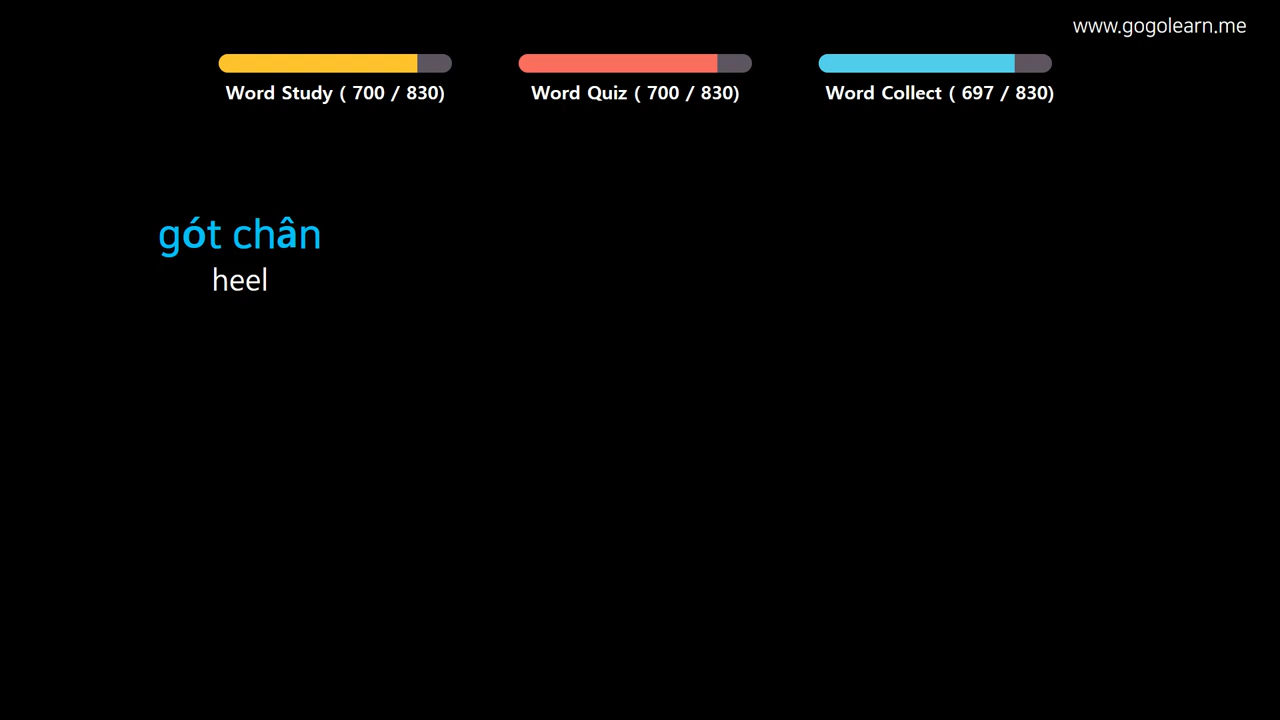 www.gogolearn.me
Word Study ( 700 / 830)
Word Quiz ( 700 / 830)
Word Collect ( 697 / 830)
gót chân
heel